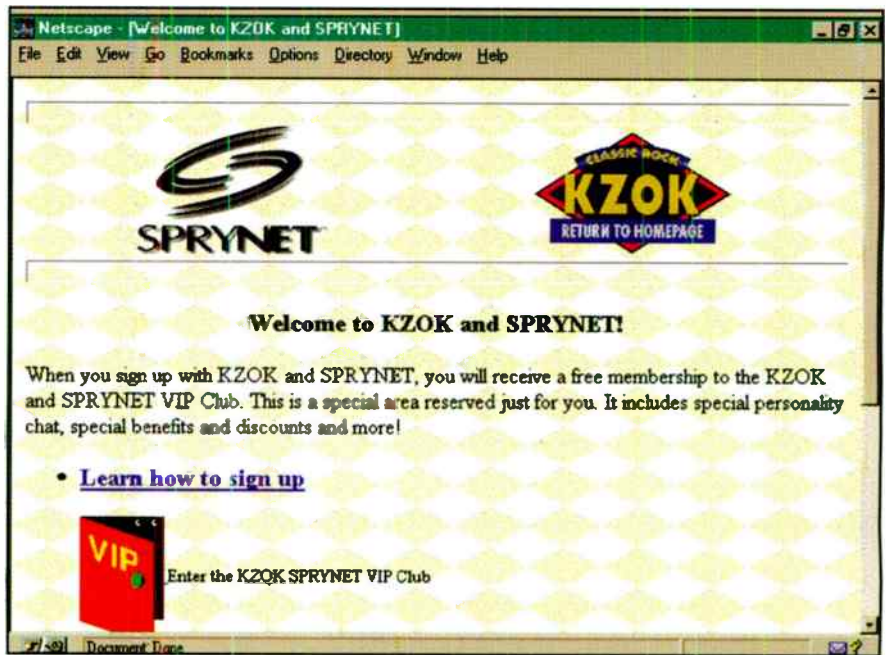 Netscape - [Welcome to KZOK and SPRYNET]
File Edit View Go Bookmarks Options Directory Window Help
SPRYNET
CLASSIC ROCK
KZOK
RETURN TO HOMEPAGE
Welcome to KZOK and SPRYNET!
When you sign up with KZOK and SPRYNET, you will receive a free membership to the KZOK
and SPRYNET VIP Club. This is a special area reserved just for you. It includes special personality
chat, special benefits and discounts and more!
• Learn how to sign up
VIP
Enter the KZOK SPRYNET VIP Club
Document: Done